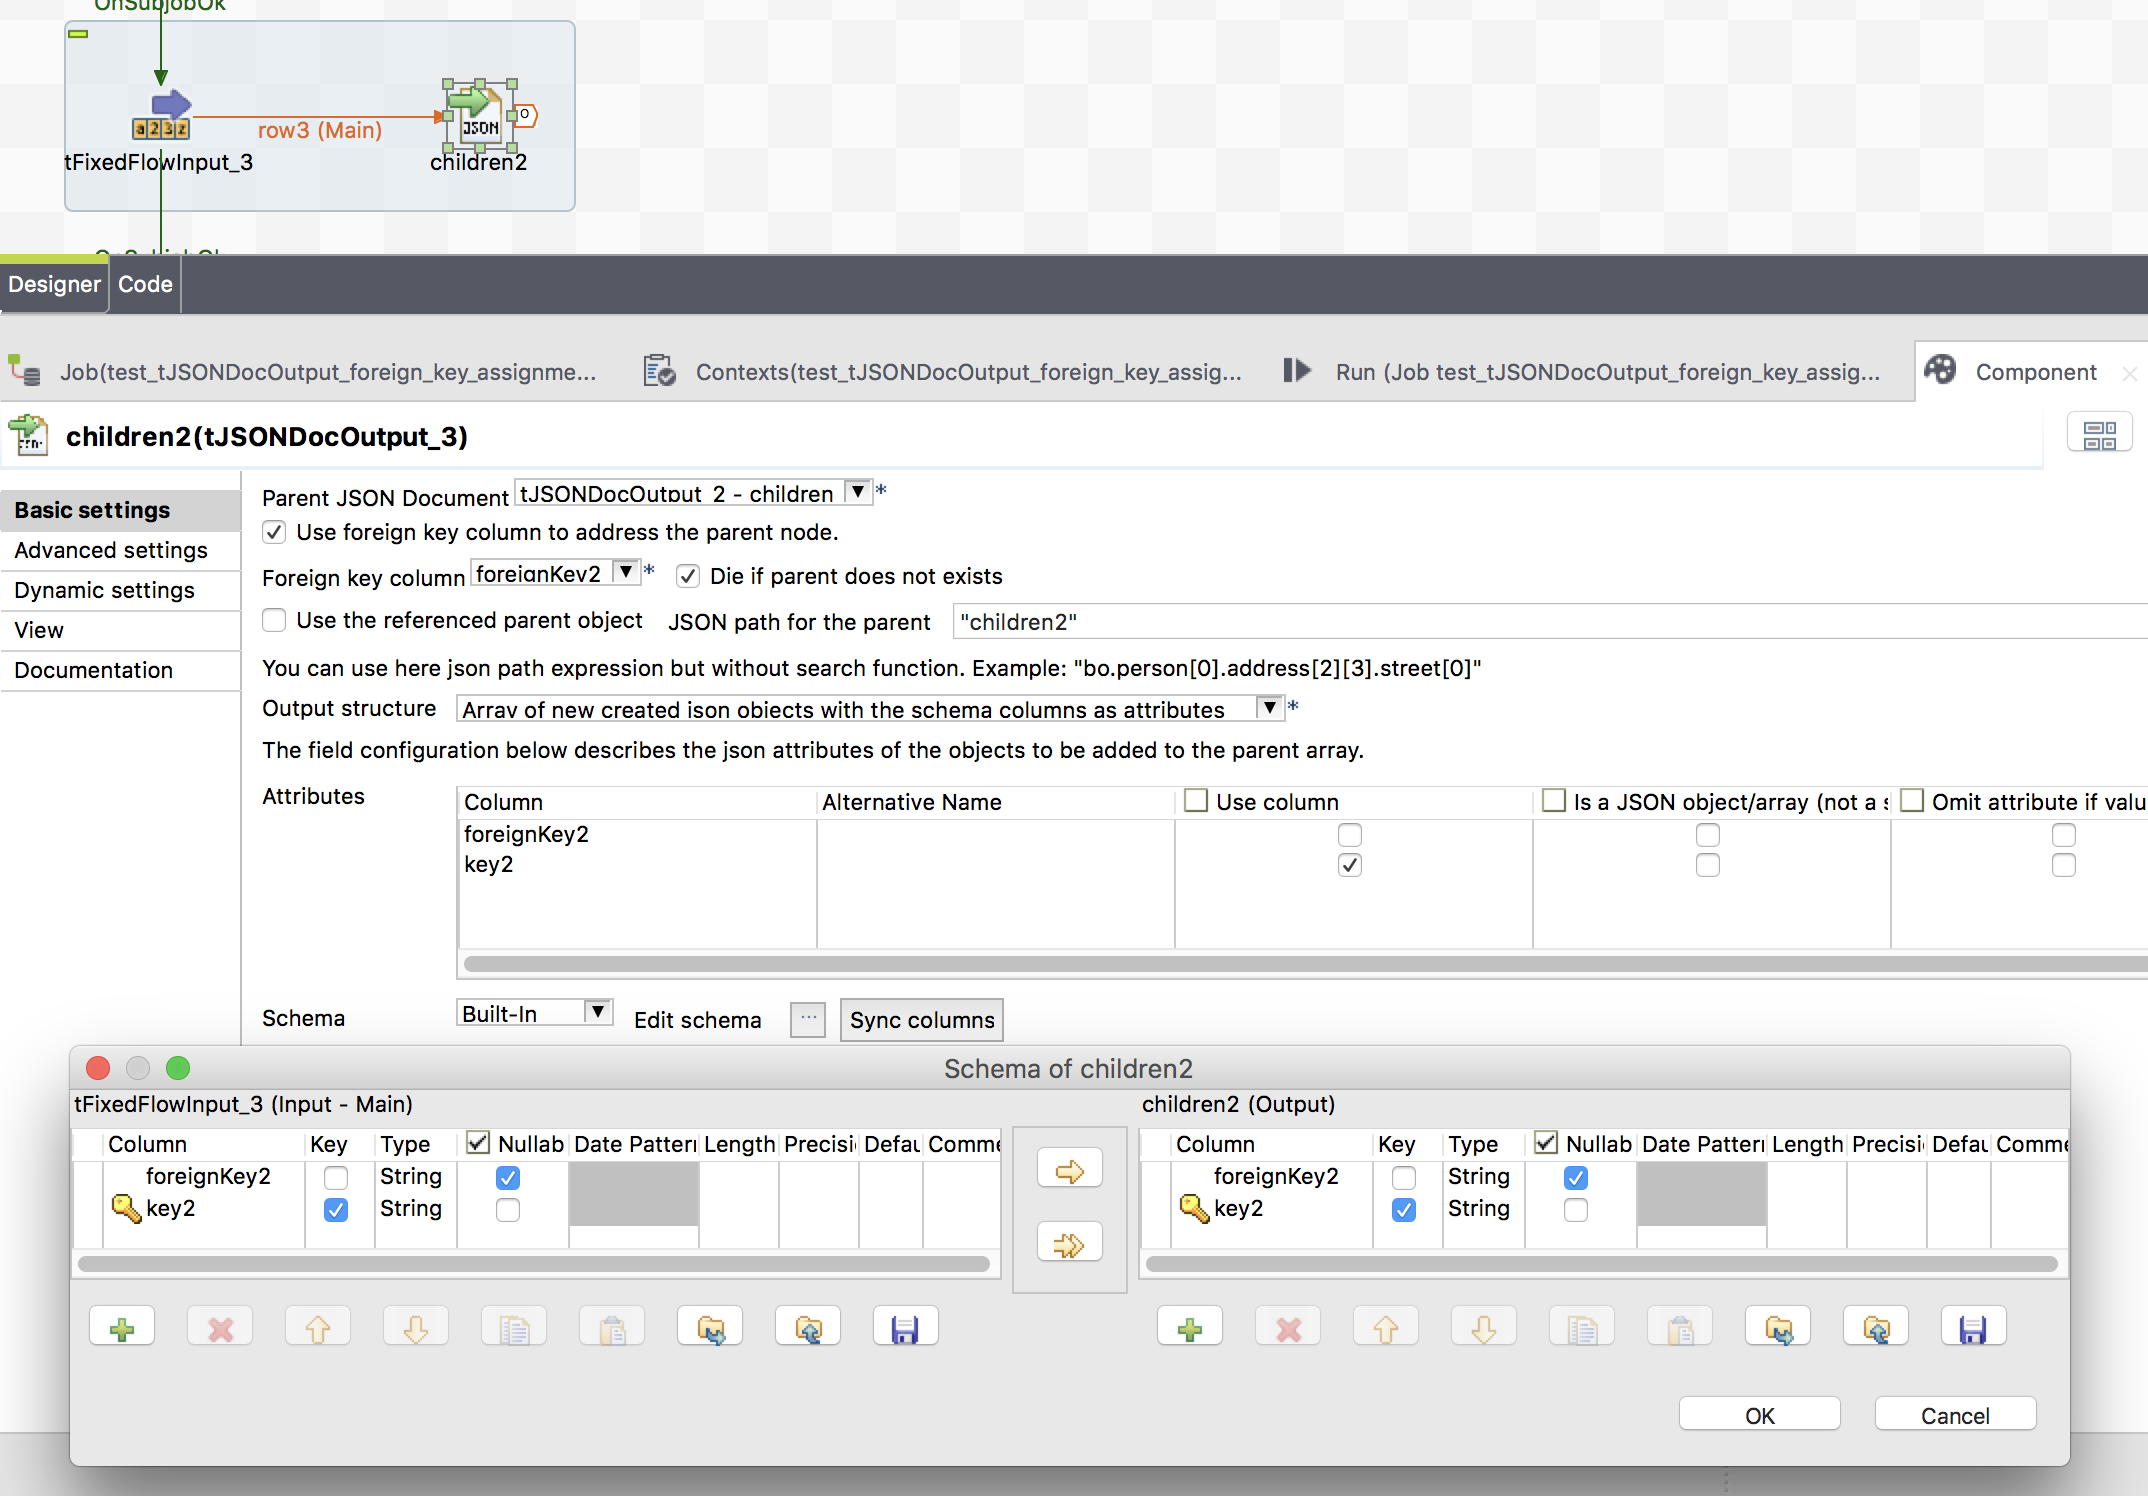 OnSubjobOk
a 2 3 z
row3 (Main)
JSON
O
tFixedFlowInput_3
children2
Designer
Code
Job(test_tJSONDocOutput_foreign_key_assignme...
Contexts(test_tJSONDocOutput_foreign_key_assig...
Run (Job test_tJSONDocOutput_foreign_key_assig...
Component
children2(tJSONDocOutput_3)
Basic settings
Advanced settings
Dynamic settings
View
Documentation
Parent JSON Document tJSONDocOutput_2 - children *
Use foreign key column to address the parent node.
Foreign key column foreignKey2 * Die if parent does not exists
Use the referenced parent object JSON path for the parent "children2"
You can use here json path expression but without search function. Example: "bo.person[0].address[2][3].street[0]"
Output structure Array of new created json objects with the schema columns as attributes *
The field configuration below describes the json attributes of the objects to be added to the parent array.
Attributes
Column Alternative Name Use column Is a JSON object/array (not a s Omit attribute if valu
foreignKey2
key2
Schema Built-In Edit schema ... Sync columns
Schema of children2
tFixedFlowInput_3 (Input - Main)
Column Key Type Nullab Date Pattern Length Precisi Defau Comme
foreignKey2 String
key2 String
children2 (Output)
Column Key Type Nullab Date Pattern Length Precisi Defau Comme
foreignKey2 String
key2 String
OK
Cancel